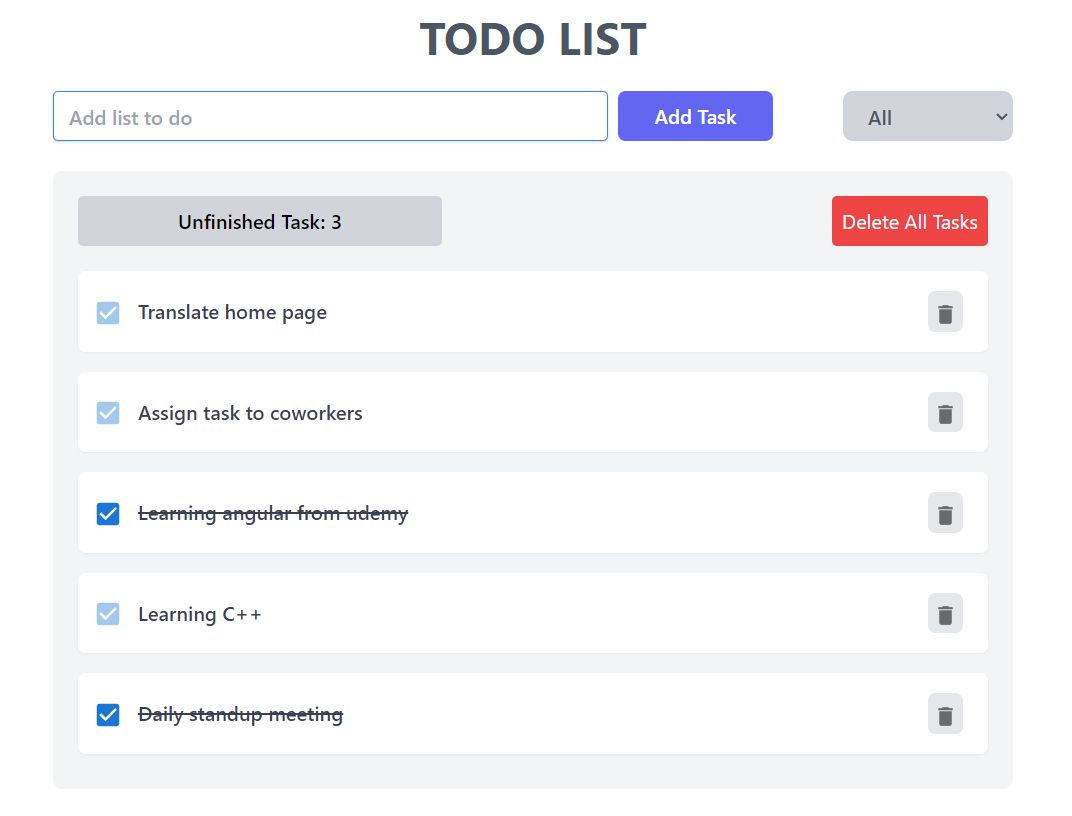 TODO LIST
Add list to do
Add Task
All
Unfinished Task: 3
Delete All Tasks
Translate home page
Assign task to coworkers
Learning angular from udemy
Learning C++
Daily standup meeting